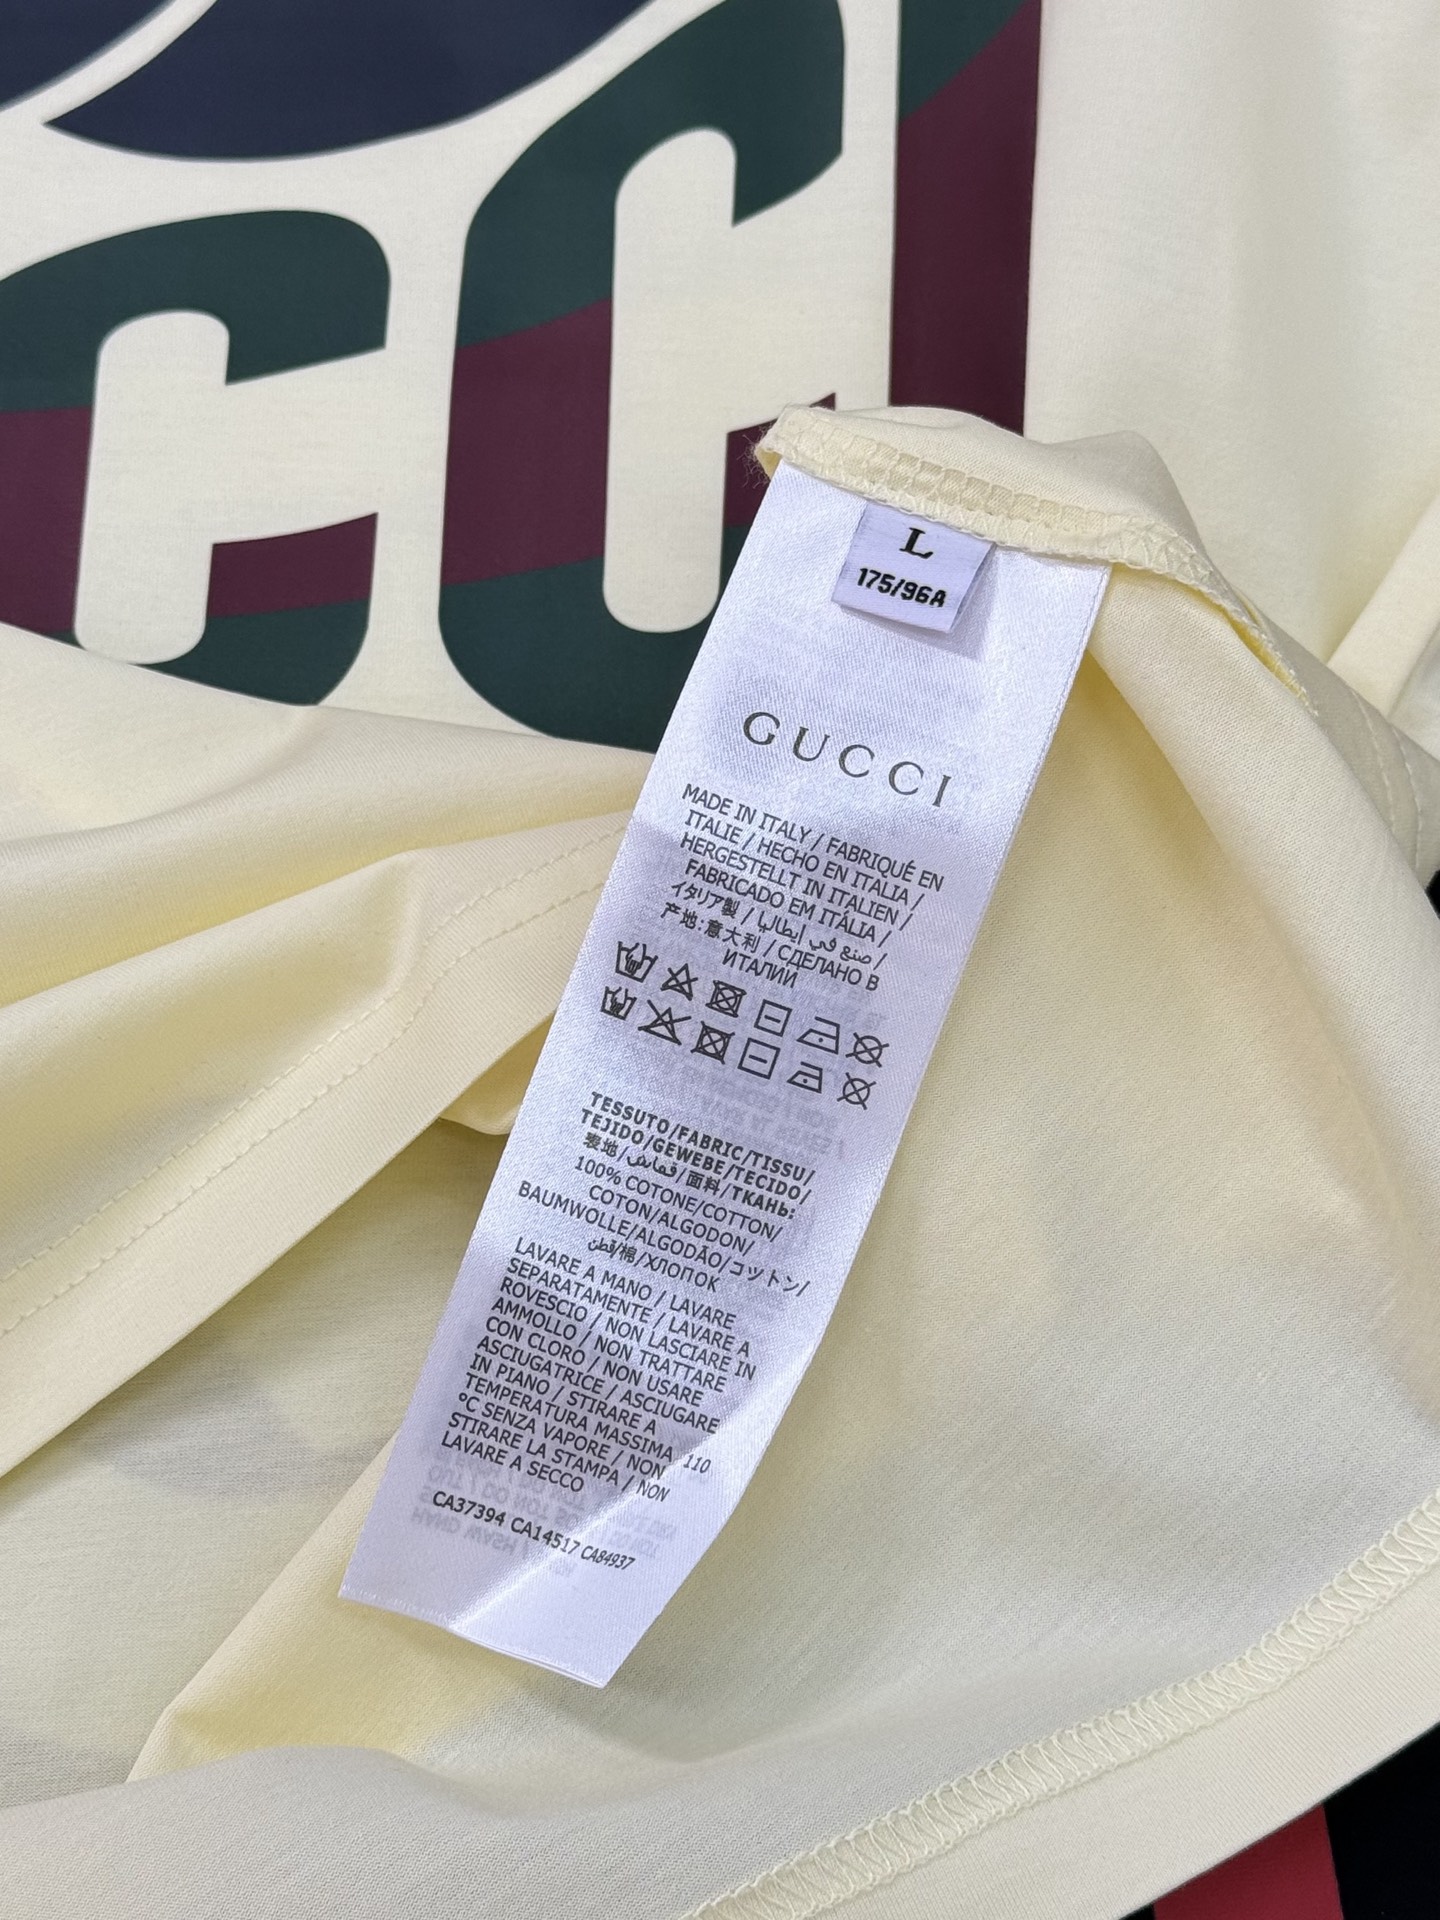 L
175/96A
GUCCI
MADE IN ITALY / FABRIQUÉ EN
ITALIE / HECHO EN ITALIA /
HERGESTELLT IN ITALIEN /
FABRICADO EM ITÁLIA /
イタリア製 / صنع في إيطاليا /
产地:意大利 / СДЕЛАНО В
ИТАЛИИ
TESSUTO/FABRIC/TISSU/
TEJIDO/GEWEBE/TECIDO/
表地/قماش/面料/ТКАНЬ:
100% COTONE/COTTON/
COTON/ALGODON/
BAUMWOLLE/ALGODÃO/コットン/
قطن/棉/ХЛОПОК
LAVARE A MANO / LAVARE
SEPARATAMENTE / LAVARE A
ROVESCIO / NON LASCIARE IN
AMMOLLO / NON TRATTARE
CON CLORO / NON USARE
ASCIUGATRICE / ASCIUGARE
IN PIANO / STIRARE A
TEMPERATURA MASSIMA 110
°C SENZA VAPORE / NON
STIRARE LA STAMPA / NON
LAVARE A SECCO
CA37394 CA14517 CA84937